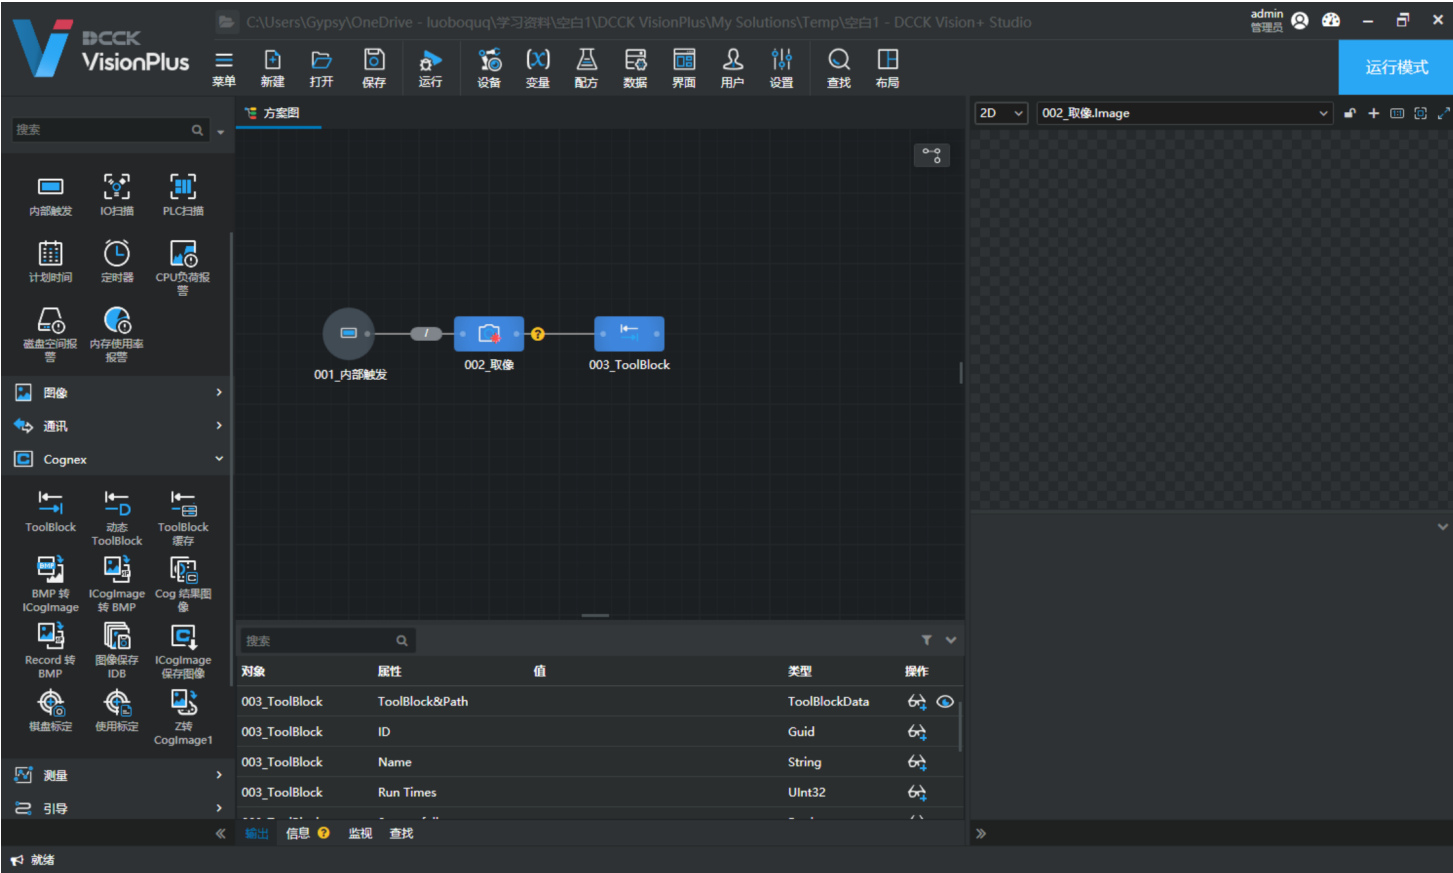 DCCK
VisionPlus
C:\Users\Gypsy\OneDrive - luoboquq\学习资料\空白1\DCCK VisionPlus\My Solutions\Temp\空白1 - DCCK Vision+ Studio
admin
管理员
菜单 新建 打开 保存 运行 设备 变量 配方 数据 界面 用户 设置 查找 布局
运行模式
搜索
方案图
2D
002_取像.Image
内部触发 IO扫描 PLC扫描
计划时间 定时器 CPU负荷报
警
磁盘空间报 内存使用率
警 报警
图像
通讯
Cognex
ToolBlock 动态 ToolBlock
ToolBlock 缓存
BMP 转 ICogImage Cog 结果图
ICogImage 转 BMP 像
Record 转 图像保存 ICogImage
BMP IDB 保存图像
棋盘标定 使用标定 Z转
CogImage1
测量
引导
001_内部触发
002_取像
003_ToolBlock
搜索
对象 属性 值 类型 操作
003_ToolBlock ToolBlock&Path ToolBlockData
003_ToolBlock ID Guid
003_ToolBlock Name String
003_ToolBlock Run Times UInt32
输出 信息 监视 查找
就绪